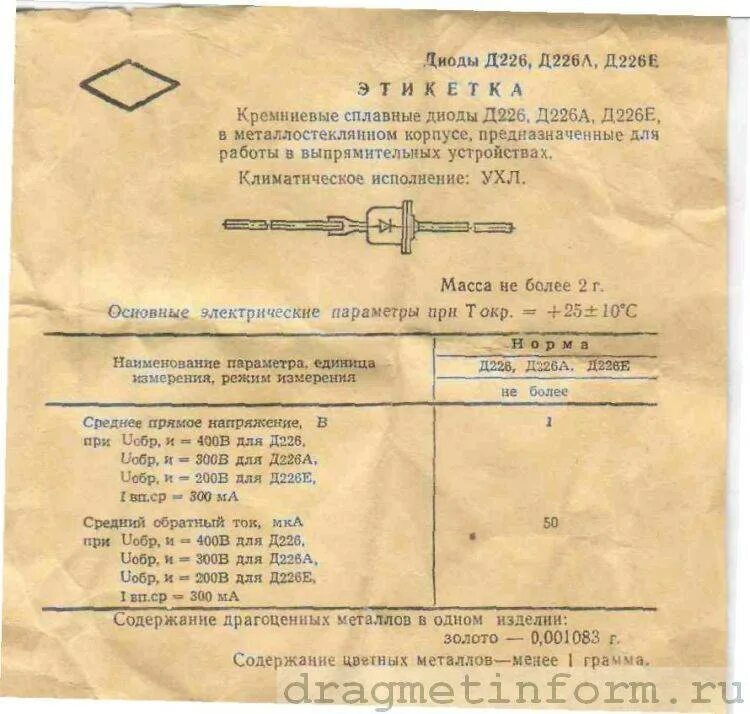 Диоды Д226, Д226А, Д226Е
ЭТИКЕТКА
Кремниевые сплавные диоды Д226, Д226А, Д226Е,
в металлостеклянном корпусе, предназначенные для
работы в выпрямительных устройствах.
Климатическое исполнение: УХЛ.
Масса не более 2 г.
Основные электрические параметры при Токр. = +25±10°С
Наименование параметра, единица
измерения, режим измерения
Норма
Д226, Д226А, Д226Е
не более
Среднее прямое напряжение, В
1
при Uобр, и = 400В для Д226,
Uобр, и = 300В для Д226А,
Uобр, и = 200В для Д226Е,
I вп.ср = 300 мА
Средний обратный ток, мкА
50
при Uобр, и = 400В для Д226,
Uобр, и = 300В для Д226А,
Uобр, и = 200В для Д226Е,
I вп.ср = 300 мА
Содержание драгоценных металлов в одном изделии:
золото — 0,001083 г.
Содержание цветных металлов—менее 1 грамма.
dragmetinform.ru